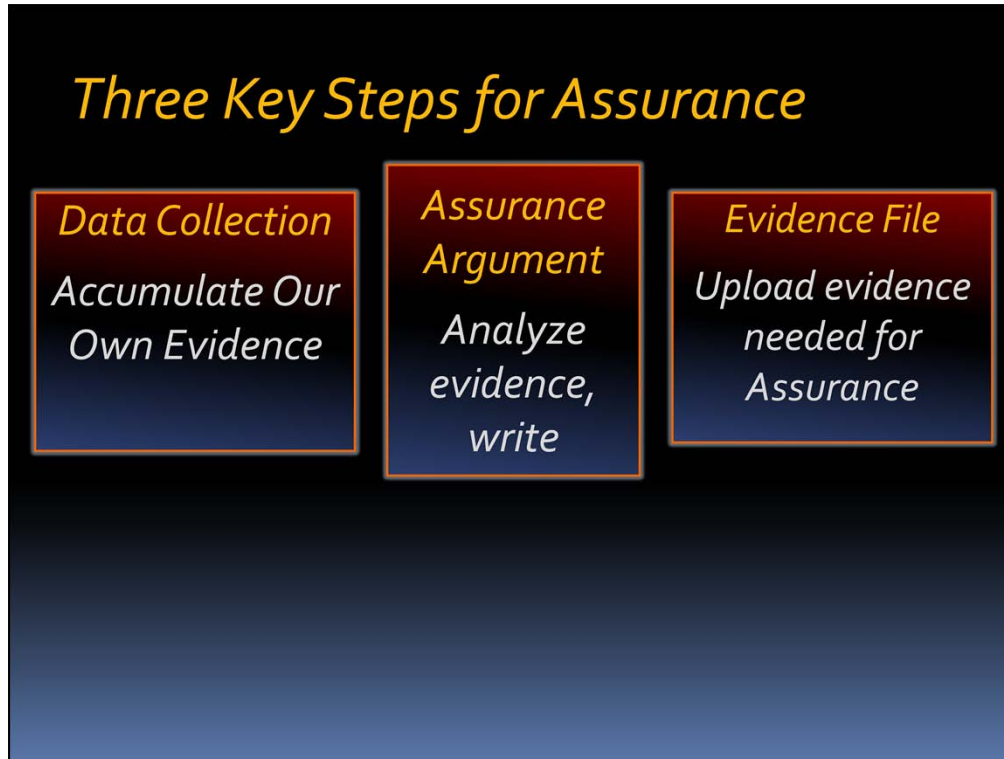 Three Key Steps for Assurance
Data Collection
Accumulate Our
Own Evidence
Assurance
Argument
Analyze
evidence,
write
Evidence File
Upload evidence
needed for
Assurance